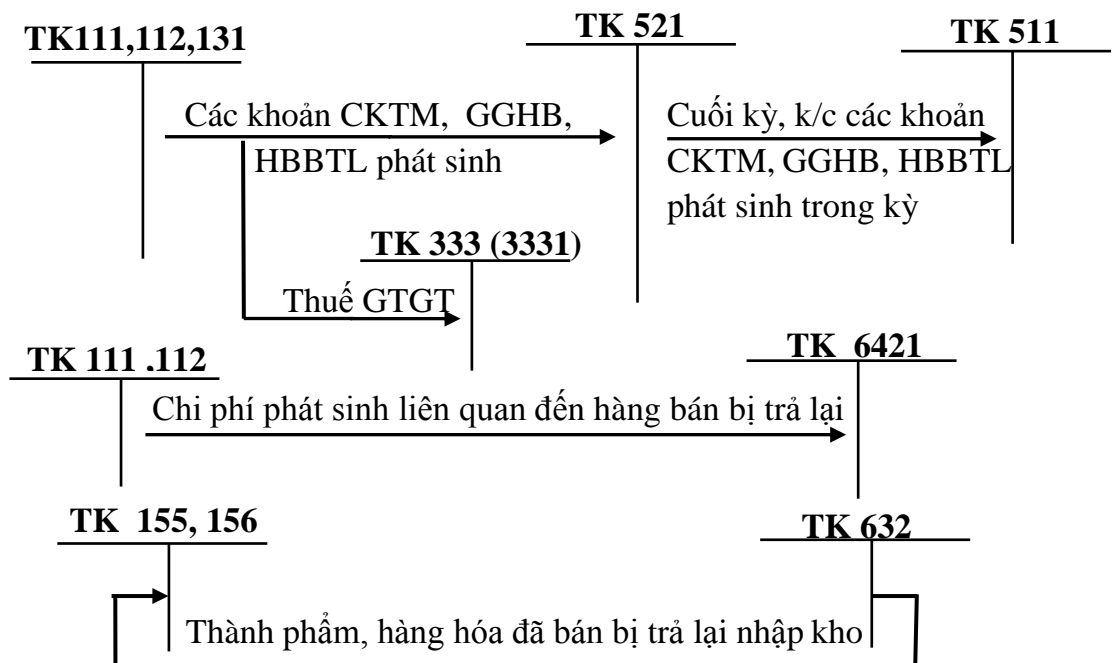 TK111,112,131
TK 521
TK 511
Các khoản CKTM, GGHB,
HBBTL phát sinh
Cuối kỳ, k/c các khoản
CKTM, GGHB, HBBTL
phát sinh trong kỳ
TK 333 (3331)
Thuế GTGT
TK 111 .112
TK 6421
Chi phí phát sinh liên quan đến hàng bán bị trả lại
TK 155, 156
TK 632
Thành phẩm, hàng hóa đã bán bị trả lại nhập kho